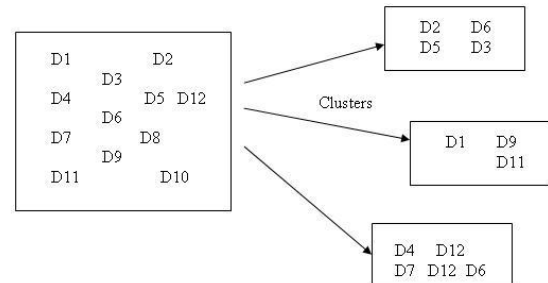 D1 D2
D3
D4 D5 D12
D6
D7 D8
D9
D11 D10
Clusters
D2 D6
D5 D3
D1 D9
D11
D4 D12
D7 D12 D6